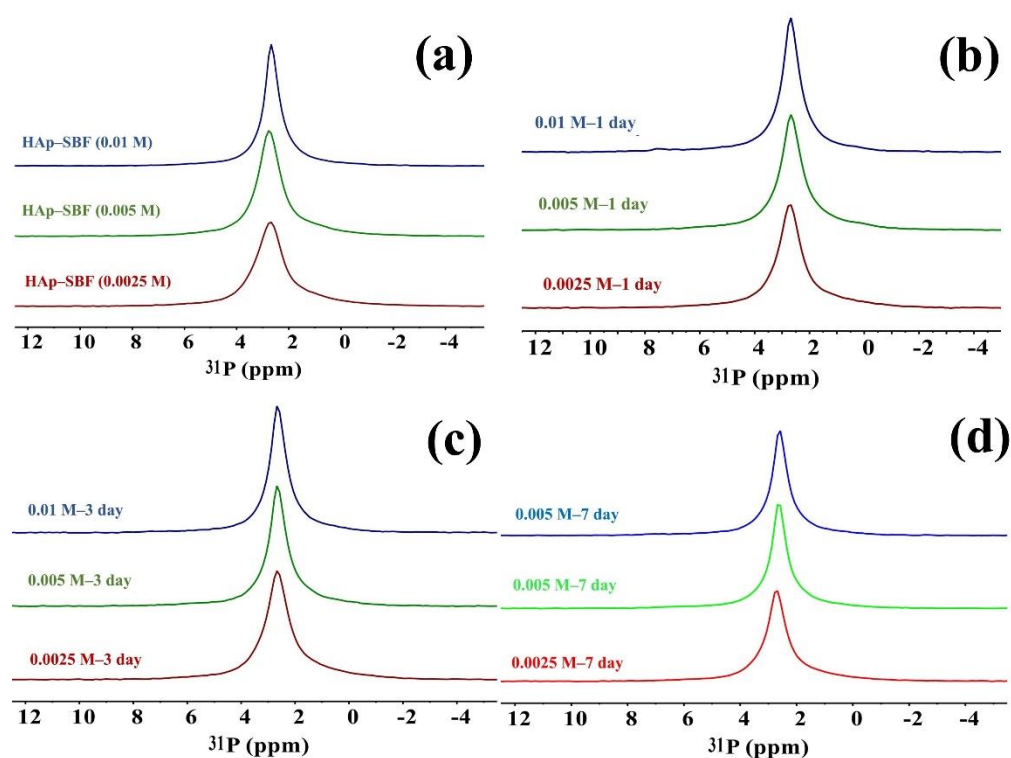 (a)
HAp–SBF (0.01 M)
HAp–SBF (0.005 M)
HAp–SBF (0.0025 M)
12 10 8 6 4 2 0 -2 -4
31P (ppm)
(b)
0.01 M–1 day
0.005 M–1 day
0.0025 M–1 day
12 10 8 6 4 2 0 -2 -4
31P (ppm)
(c)
0.01 M–3 day
0.005 M–3 day
0.0025 M–3 day
12 10 8 6 4 2 0 -2 -4
31P (ppm)
(d)
0.005 M–7 day
0.005 M–7 day
0.0025 M–7 day
12 10 8 6 4 2 0 -2 -4
31P (ppm)